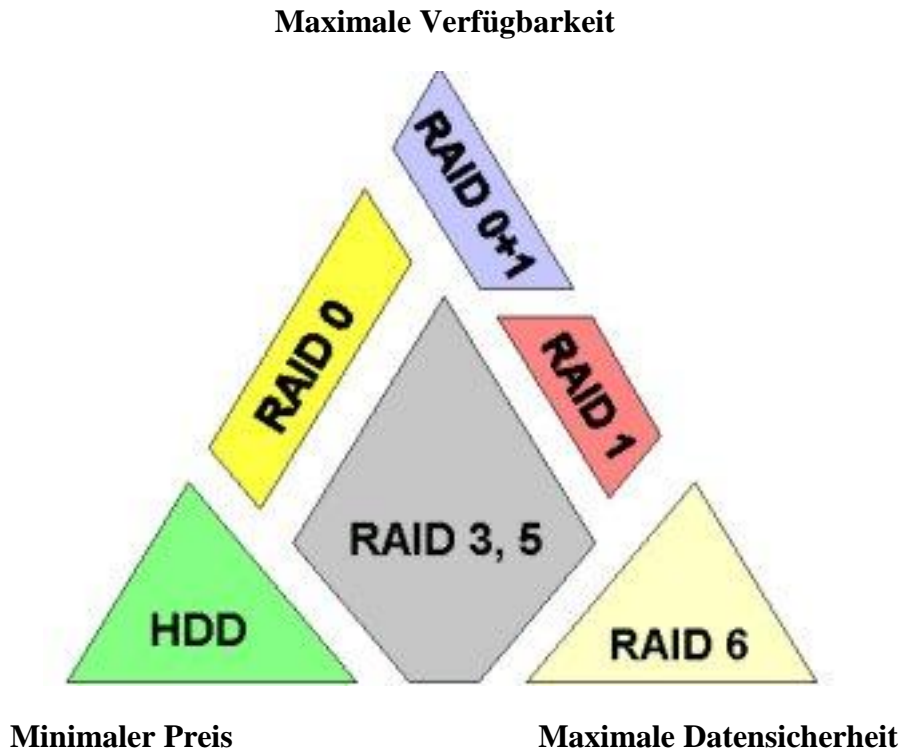 Maximale Verfügbarkeit
RAID 0+1
RAID 0
RAID 1
RAID 3, 5
HDD
RAID 6
Minimaler Preis
Maximale Datensicherheit